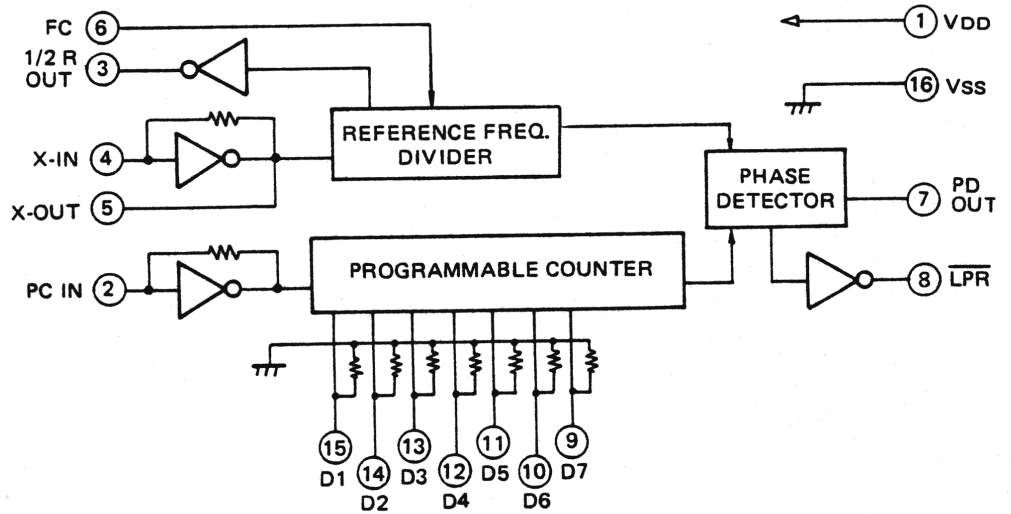 FC 6
1/2 R
OUT 3
X-IN 4
X-OUT 5
PC IN 2
REFERENCE FREQ.
DIVIDER
PROGRAMMABLE COUNTER
PHASE
DETECTOR
1 VDD
16 VSS
7 PD
OUT
8 LPR
15
D1
14
D2
13
D3
12
D4
11
D5
10
D6
9
D7